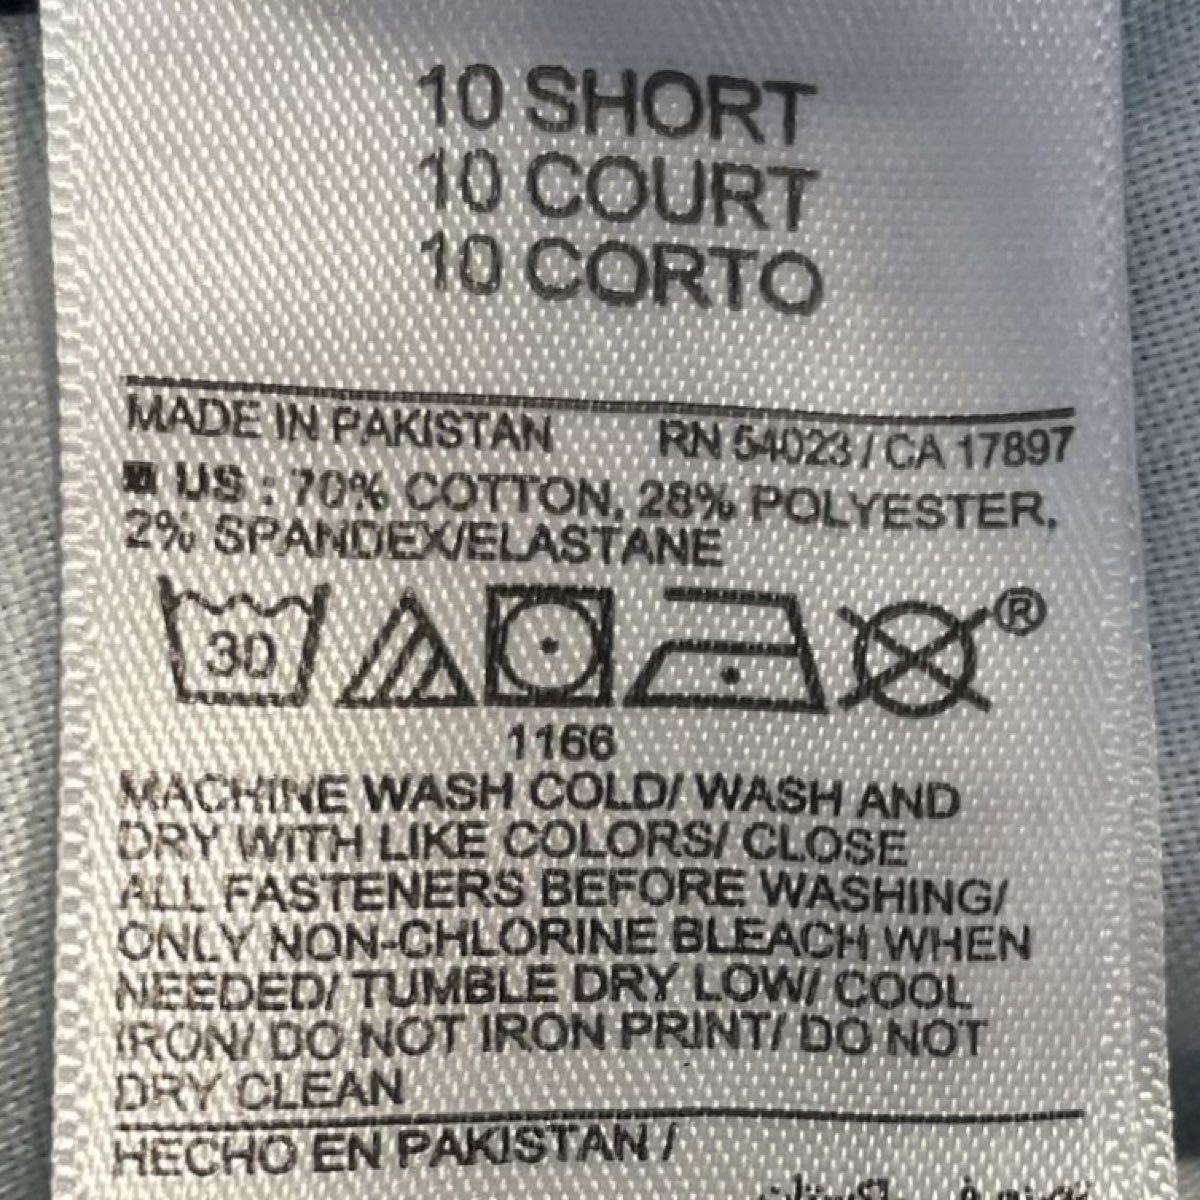 10 SHORT
10 COURT
10 CORTO
MADE IN PAKISTAN RN 54023 / CA 17897
US : 70% COTTON, 28% POLYESTER,
2% SPANDEX/ELASTANE
30 ®
1166
MACHINE WASH COLD/ WASH AND
DRY WITH LIKE COLORS/ CLOSE
ALL FASTENERS BEFORE WASHING/
ONLY NON-CHLORINE BLEACH WHEN
NEEDED/ TUMBLE DRY LOW/ COOL
IRON/ DO NOT IRON PRINT/ DO NOT
DRY CLEAN
HECHO EN PAKISTAN /